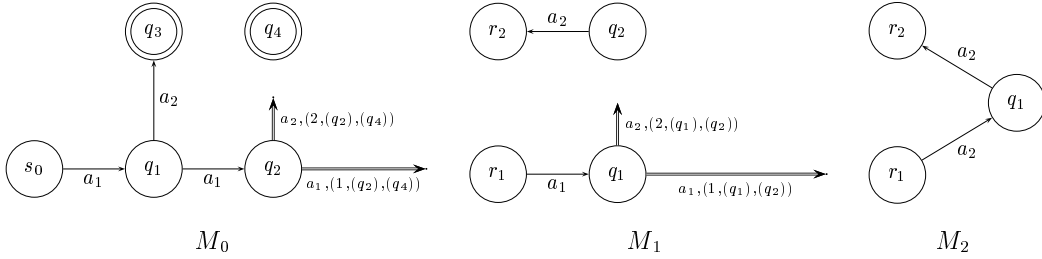 q₃ q₄ r₂ a₂ q₂ r₂
a₂ a₂
a₂ a₂,(2,(q₂),(q₄)) a₂,(2,(q₁),(q₂)) q₁
s₀ a₁ q₁ a₁ q₂ a₁,(1,(q₂),(q₄)) r₁ a₁ q₁ a₁,(1,(q₁),(q₂)) r₁ a₂
M₀ M₁ M₂